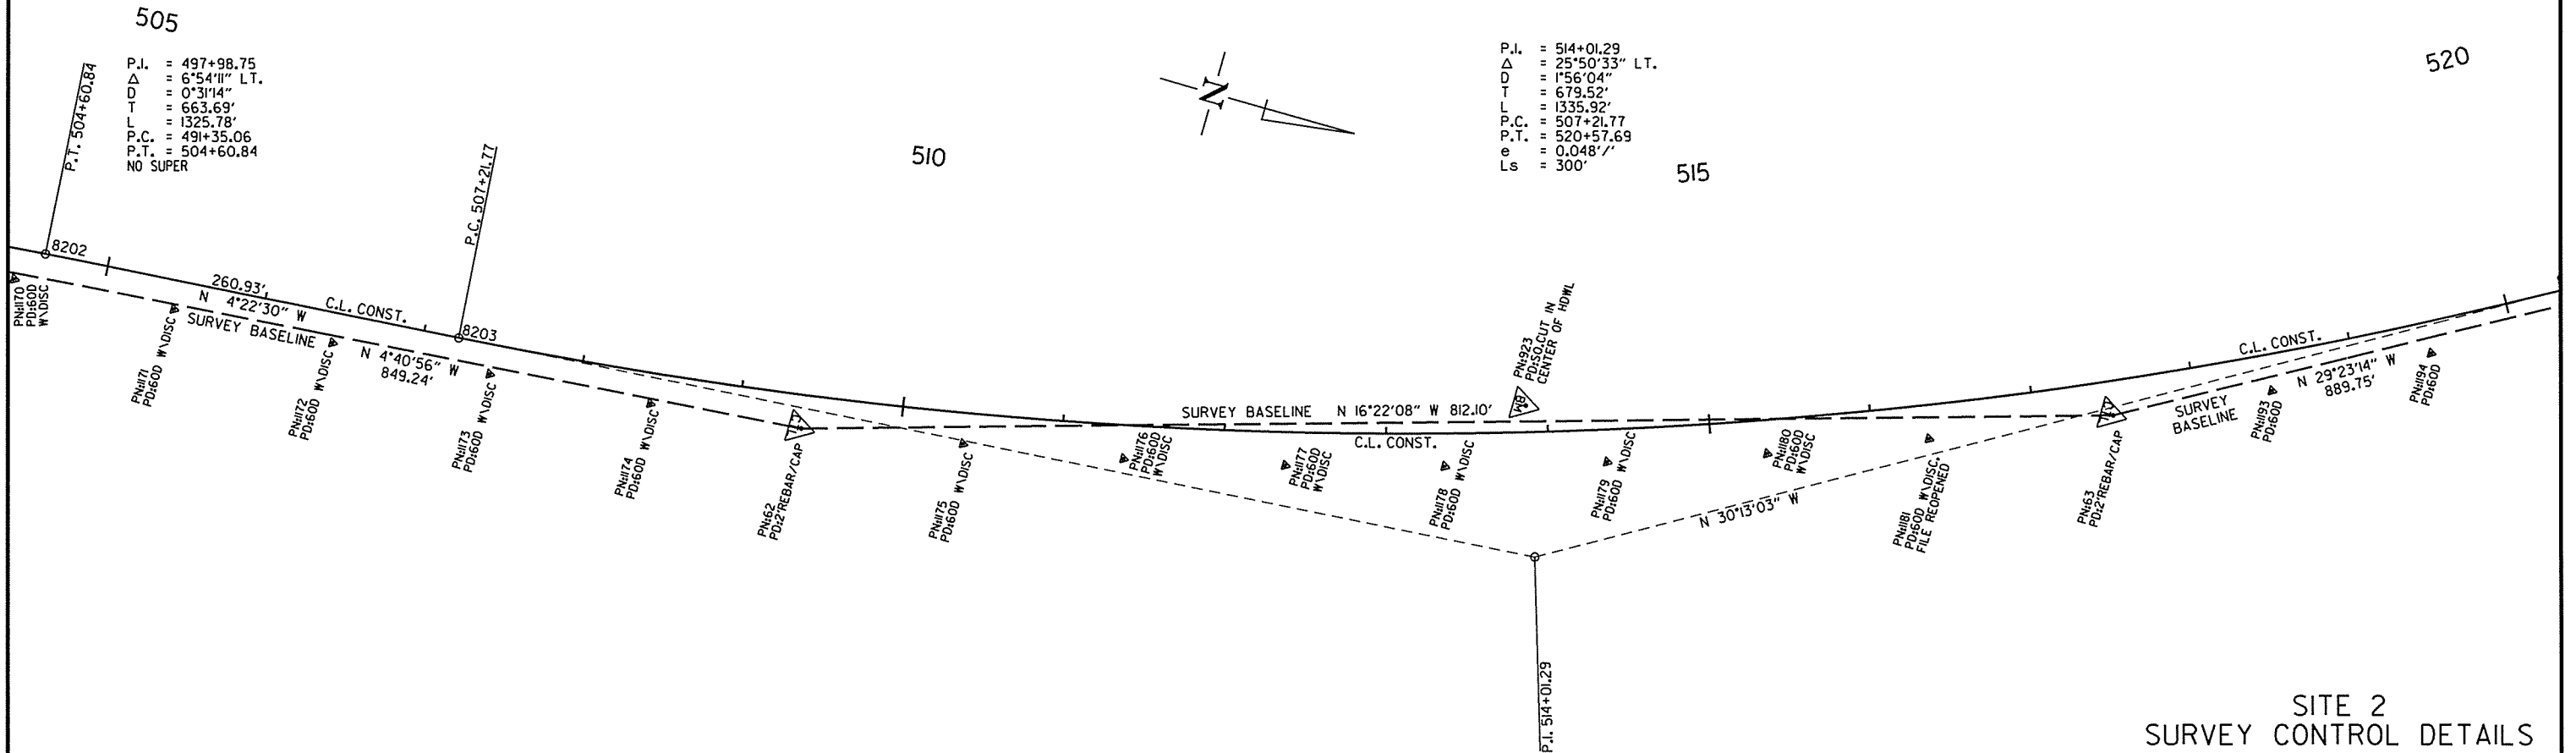 505
P.I. = 497+98.75
Δ = 6°54'11" LT.
D = 0°31'14"
T = 663.69'
L = 1325.78'
P.C. = 491+35.06
P.T. = 504+60.84
NO SUPER
P.T. 504+60.84
P.C. 507+21.77
510
N
P.I. = 514+01.29
Δ = 25°50'33" LT.
D = 1°56'04"
T = 679.52'
L = 1335.92'
P.C. = 507+21.77
P.T. = 520+57.69
e = 0.048'/'
Ls = 300'
515
520
8202
260.93'
N 4°22'30" W
C.L. CONST.
SURVEY BASELINE
N 4°40'56" W
849.24'
8203
PN:1170
PD:60D
W\DISC
PN:1171
PD:60D W\DISC
PN:1172
PD:60D W\DISC
PN:1173
PD:60D W\DISC
PN:1174
PD:60D W\DISC
PN:62
PD:2'REBAR/CAP
PN:1175
PD:60D W\DISC
SURVEY BASELINE N 16°22'08" W 812.10'
C.L. CONST.
PN:1176
PD:60D
W\DISC
PN:1177
PD:60D
W\DISC
PN:1178
PD:60D W\DISC
PN:923
PD:SQ.CUT IN
CENTER OF HDWL
BM
PN:1179
PD:60D W\DISC
PN:1180
PD:60D
W\DISC
N 30°13'03" W
PN:1181
PD:60D W\DISC.
FILE REOPENED
PN:63
PD:2'REBAR/CAP
C.L. CONST.
SURVEY
BASELINE
N 29°23'14" W
889.75'
PN:1193
PD:60D
PN:1194
PD:60D
P.I. 514+01.29
SITE 2
SURVEY CONTROL DETAILS